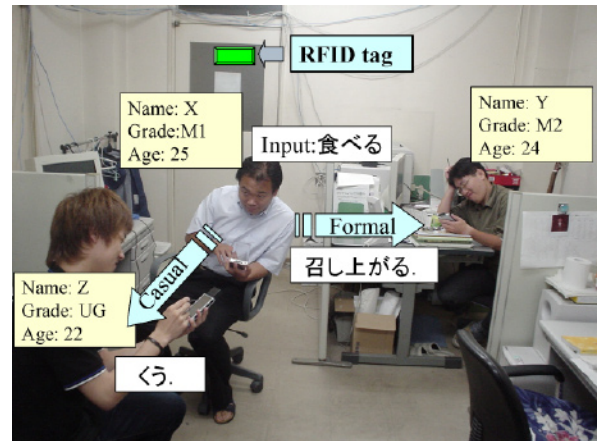 RFID tag
Name: X
Grade:M1
Age: 25
Name: Y
Grade: M2
Age: 24
Input:食べる
Formal
召し上がる.
Casual
Name: Z
Grade: UG
Age: 22
くう.